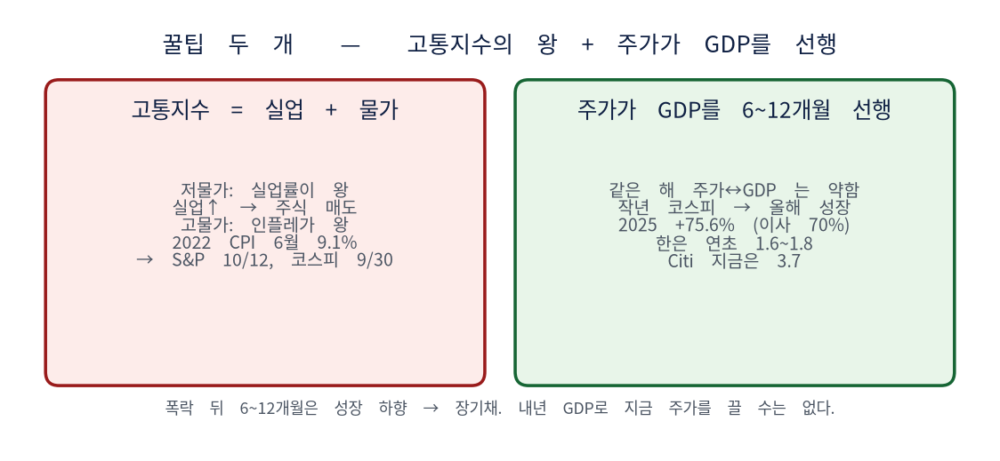 꿀팁 두 개 — 고통지수의 왕 + 주가가 GDP를 선행
고통지수 = 실업 + 물가
저물가: 실업률이 왕
실업↑ → 주식 매도
고물가: 인플레가 왕
2022 CPI 6월 9.1%
→ S&P 10/12, 코스피 9/30
주가가 GDP를 6~12개월 선행
같은 해 주가↔GDP 는 약함
작년 코스피 → 올해 성장
2025 +75.6% (이사 70%)
한은 연초 1.6~1.8
Citi 지금은 3.7
폭락 뒤 6~12개월은 성장 하향 → 장기채. 내년 GDP로 지금 주가를 끌 수는 없다.